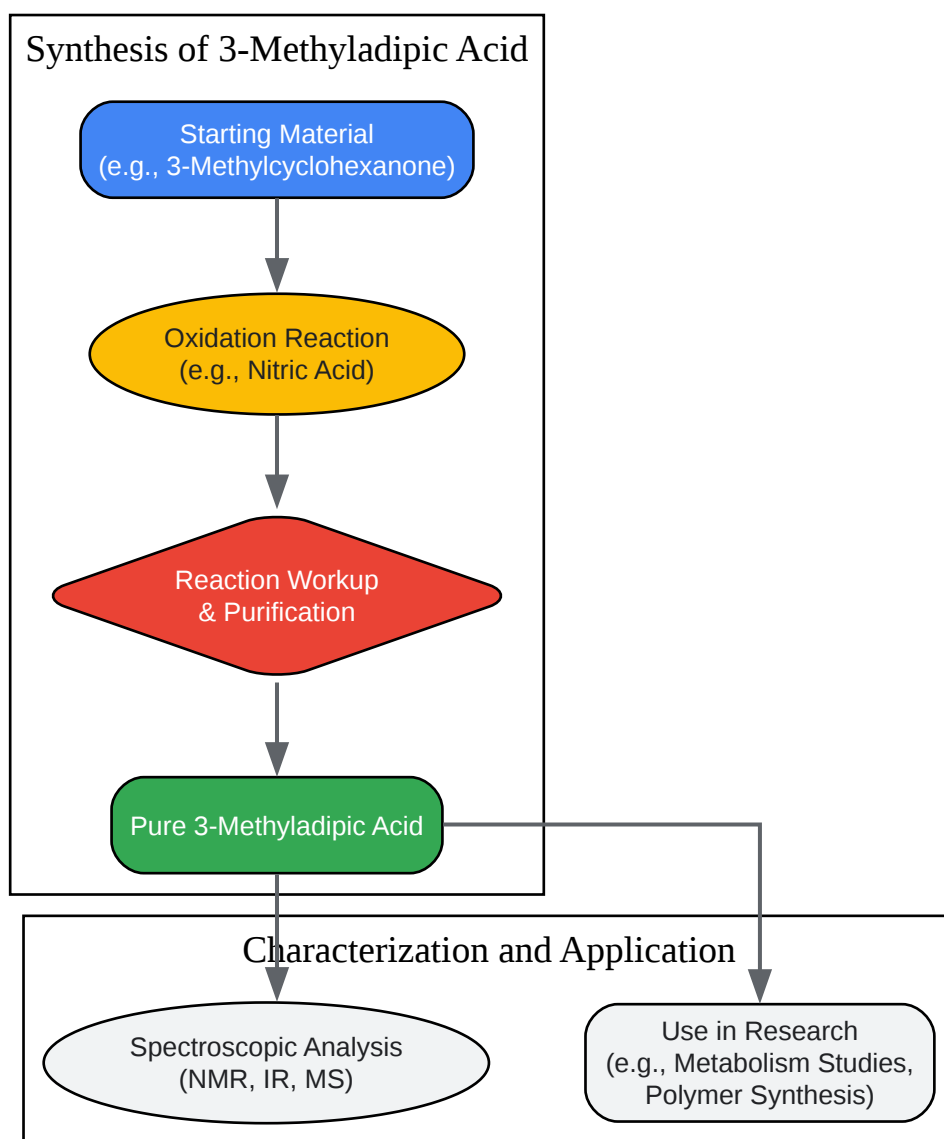 Synthesis of 3-Methyladipic Acid
Starting Material
(e.g., 3-Methylcyclohexanone)
Oxidation Reaction
(e.g., Nitric Acid)
Reaction Workup
& Purification
Pure 3-Methyladipic Acid
Characterization and Application
Spectroscopic Analysis
(NMR, IR, MS)
Use in Research
(e.g., Metabolism Studies,
Polymer Synthesis)